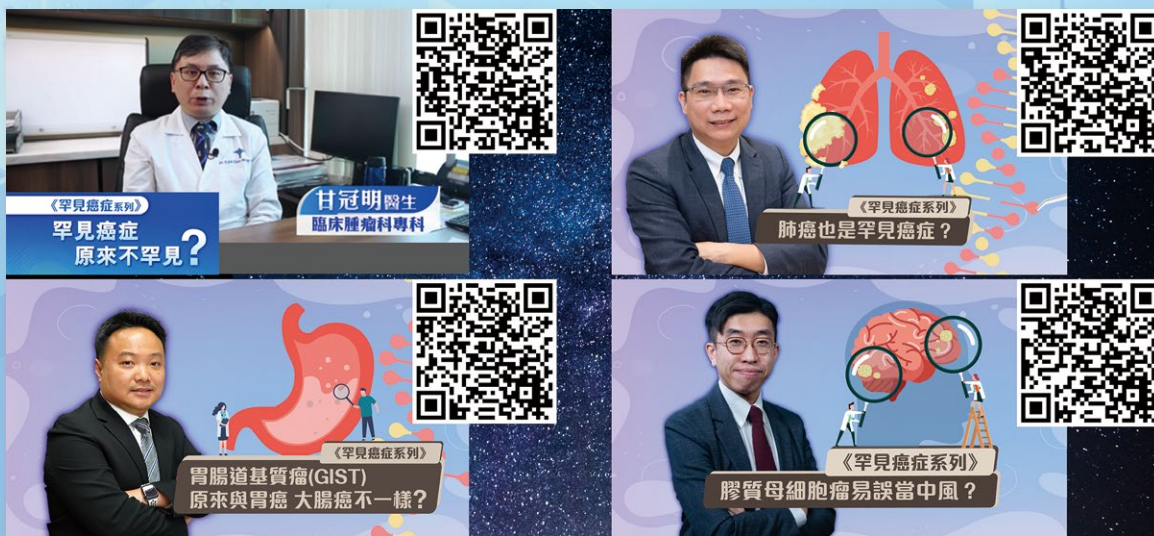 《罕見癌症系列》
罕見癌症
原來不罕見？
甘冠明醫生
臨床腫瘤科專科
《罕見癌症系列》
肺癌也是罕見癌症？
《罕見癌症系列》
胃腸道基質瘤(GIST)
原來與胃癌 大腸癌不一樣？
《罕見癌症系列》
膠質母細胞瘤易誤當中風？